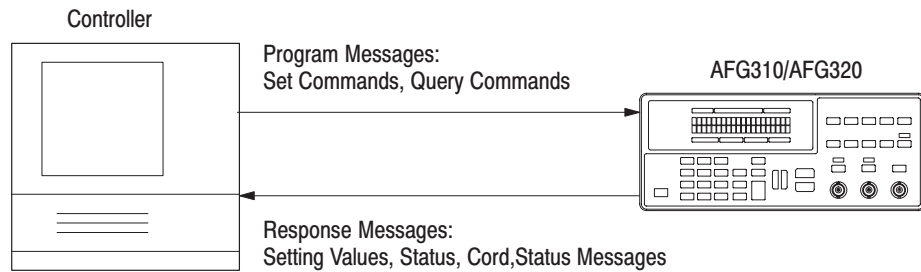 Controller
Program Messages:
Set Commands, Query Commands
AFG310/AFG320
Response Messages:
Setting Values, Status, Cord,Status Messages